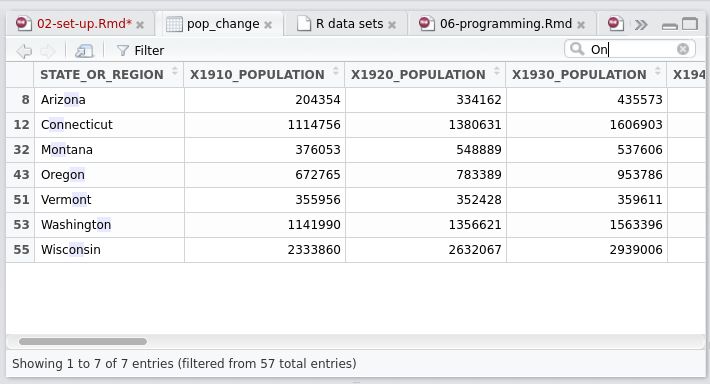 02-set-up.Rmd* pop_change R data sets 06-programming.Rmd
Filter On
STATE_OR_REGION X1910_POPULATION X1920_POPULATION X1930_POPULATION X194
8 Arizona 204354 334162 435573
12 Connecticut 1114756 1380631 1606903
32 Montana 376053 548889 537606
43 Oregon 672765 783389 953786
51 Vermont 355956 352428 359611
53 Washington 1141990 1356621 1563396
55 Wisconsin 2333860 2632067 2939006
Showing 1 to 7 of 7 entries (filtered from 57 total entries)